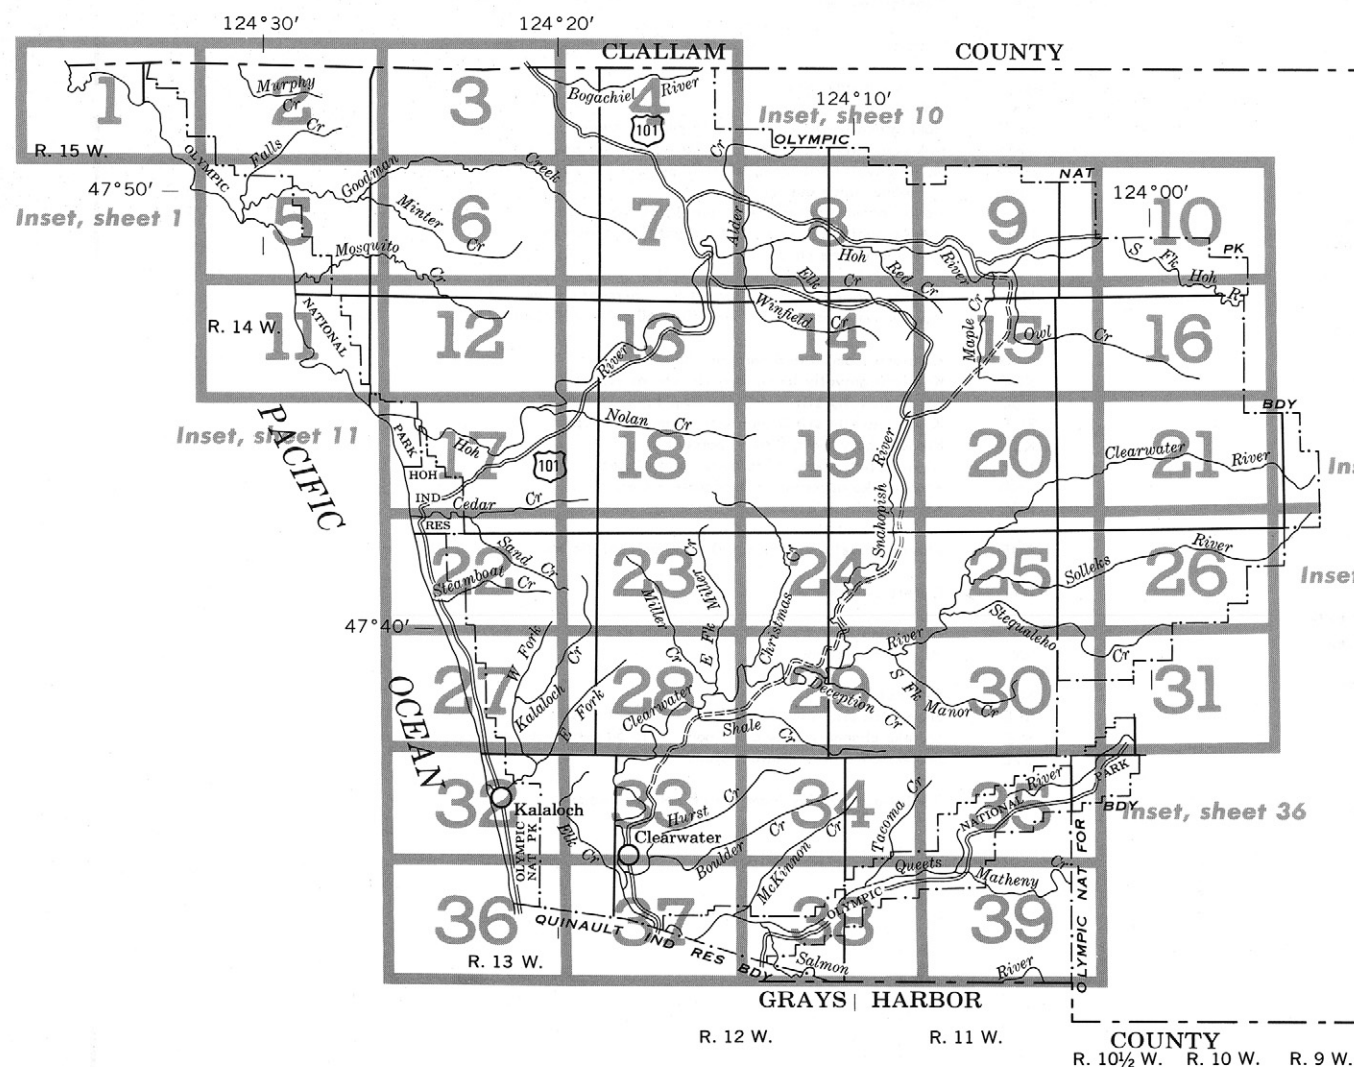 124°30′
124°20′
CLALLAM
COUNTY
1
Murphy
Cr
2
3
Bogachiel
River
4
101
124°10′
Inset, sheet 10
OLYMPIC
R. 15 W.
OLYMPIC
Falls
Cr
Goodman
Creek
Cr
NAT
47°50′
124°00′
Inset, sheet 1
5
Minter
Cr
6
7
Alder
8
9
10
Mosquito
Cr
Hoh
River
Elk
Cr
Red
Cr
S
Fk
Hoh
R
PK
R. 14 W.
NATIONAL
11
12
River
13
Winfield
Cr
14
Maple
Cr
15
Owl
Cr
16
BDY
PACIFIC
Inset, sheet 11
PARK
Hoh
17
101
Nolan
Cr
18
19
20
Clearwater
River
21
Ins
HOH
IND
RES
Cedar
Cr
Snahapish
River
Sand
Cr
22
Steamboat
Cr
23
Miller
Cr
E Fk
Miller
Cr
Christmas
Cr
24
25
Solleks
River
26
Inset
47°40′
W Fork
River
Stequaleho
Cr
OCEAN
27
Kalaloch
Cr
E
Fork
28
Clearwater
Shale
Cr
Deception
Cr
29
S Fk
Manor
Cr
30
31
32
Kalaloch
OLYMPIC
NAT PK
Elk
Cr
33
Hurst
Cr
Clearwater
Boulder
Cr
34
McKinnon
Cr
Tacoma
Cr
35
NATIONAL
River
PARK
BDY
Inset, sheet 36
OLYMPIC NAT FOR
36
37
QUINAULT IND RES BDY
38
OLYMPIC
Queets
Matheny
Cr
39
R. 13 W.
Salmon
River
GRAYS
HARBOR
COUNTY
R. 12 W.
R. 11 W.
R. 10½ W.
R. 10 W.
R. 9 W.